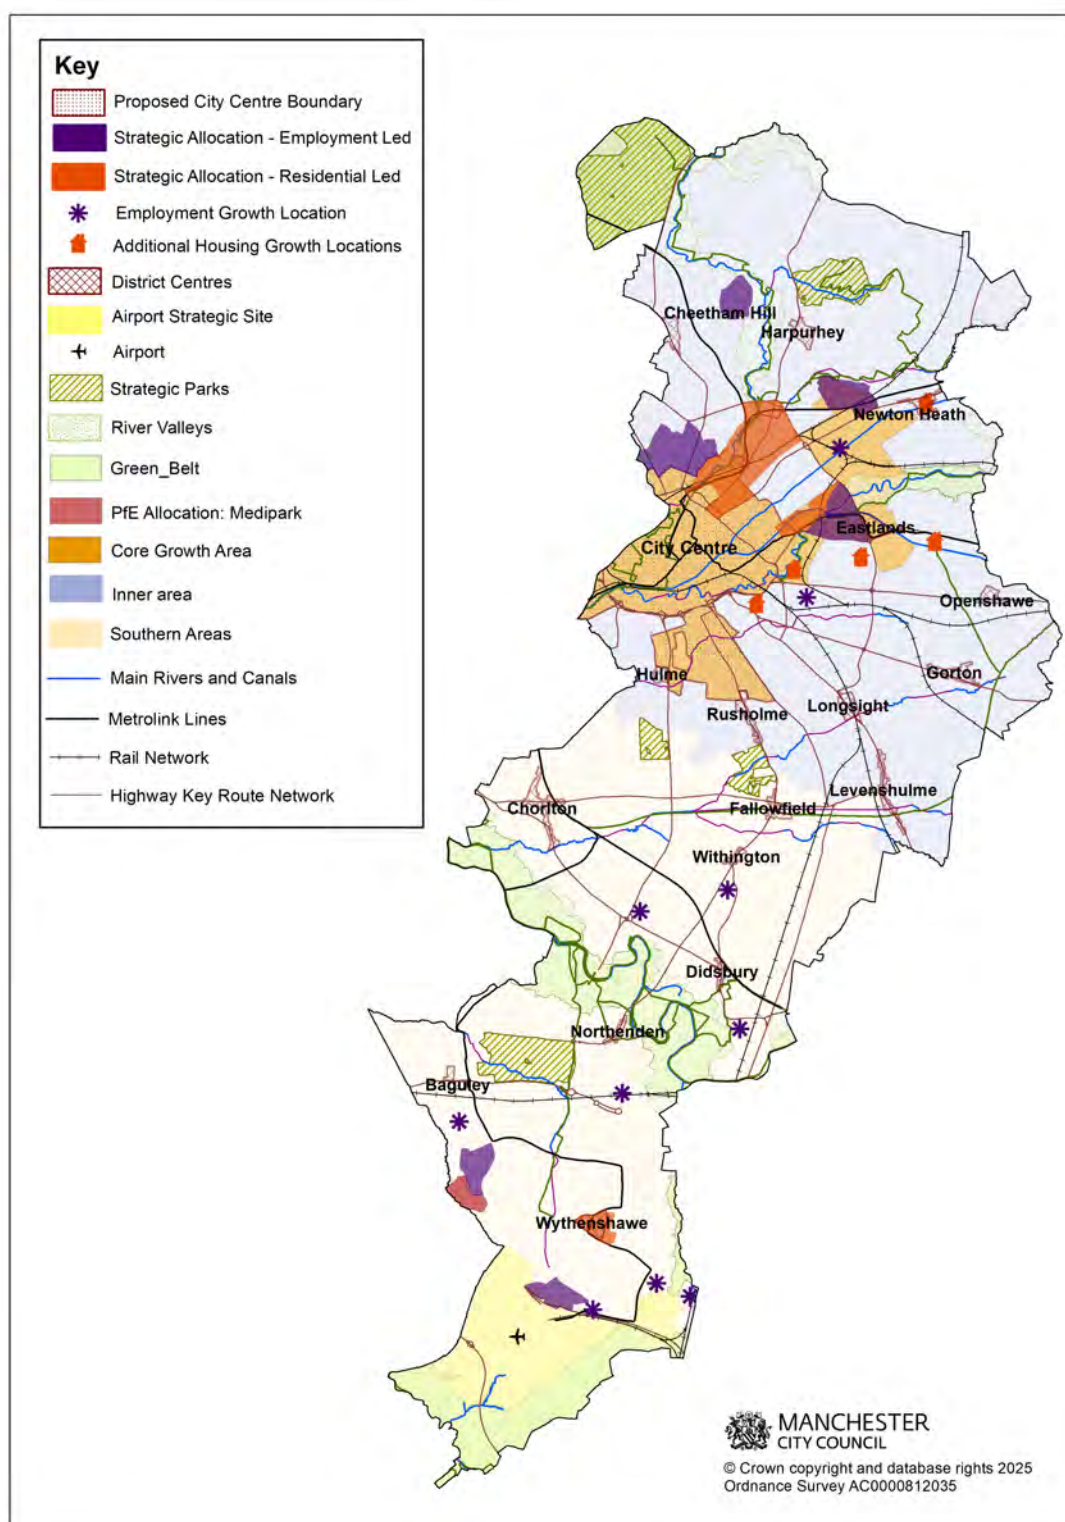 Key
Proposed City Centre Boundary
Strategic Allocation - Employment Led
Strategic Allocation - Residential Led
Employment Growth Location
Additional Housing Growth Locations
District Centres
Airport Strategic Site
Airport
Strategic Parks
River Valleys
Green_Belt
PfE Allocation: Medipark
Core Growth Area
Inner area
Southern Areas
Main Rivers and Canals
Metrolink Lines
Rail Network
Highway Key Route Network
Cheetham Hill
Harpurhey
Newton Heath
Eastlands
City Centre
Openshawe
Hulme
Gorton
Rusholme
Longsight
Levenshulme
Chorlton
Fallowfield
Withington
Didsbury
Northenden
Baguley
Wythenshawe
MANCHESTER
CITY COUNCIL
© Crown copyright and database rights 2025
Ordnance Survey AC0000812035